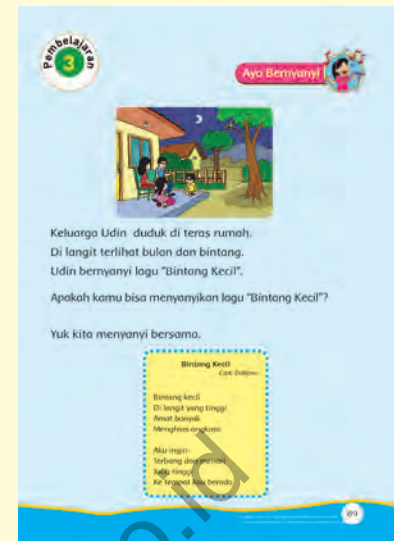 Pembelajaran
3
Ayo Bernyanyi
Keluarga Udin duduk di teras rumah.
Di langit terlihat bulan dan bintang.
Udin bernyanyi lagu "Bintang Kecil".
Apakah kamu bisa menyanyikan lagu "Bintang Kecil"?
Yuk kita menyanyi bersama.
Bintang Kecil
Cipt:
Bintang kecil
Di langit yang tinggi
Amat banyak
Menghias angkasa
Aku ingin
Terbang dan menari
Jauh tinggi
Ke tempat kau berada
89
o.id